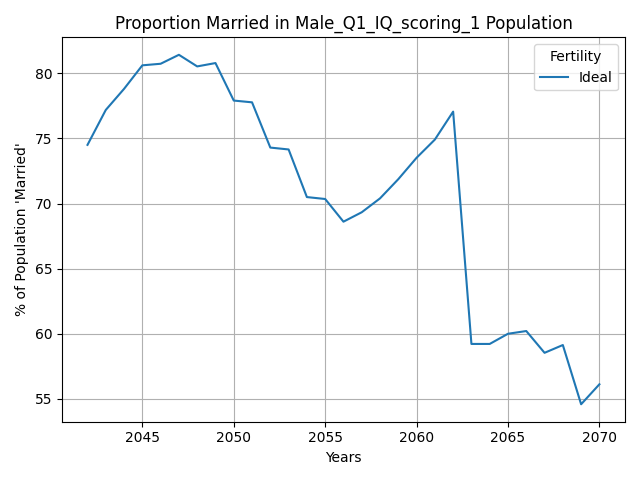 Proportion Married in Male_Q1_IQ_scoring_1 Population
Fertility
Ideal
% of Population 'Married'
80
75
70
65
60
55
2045
2050
2055
2060
2065
2070
Years